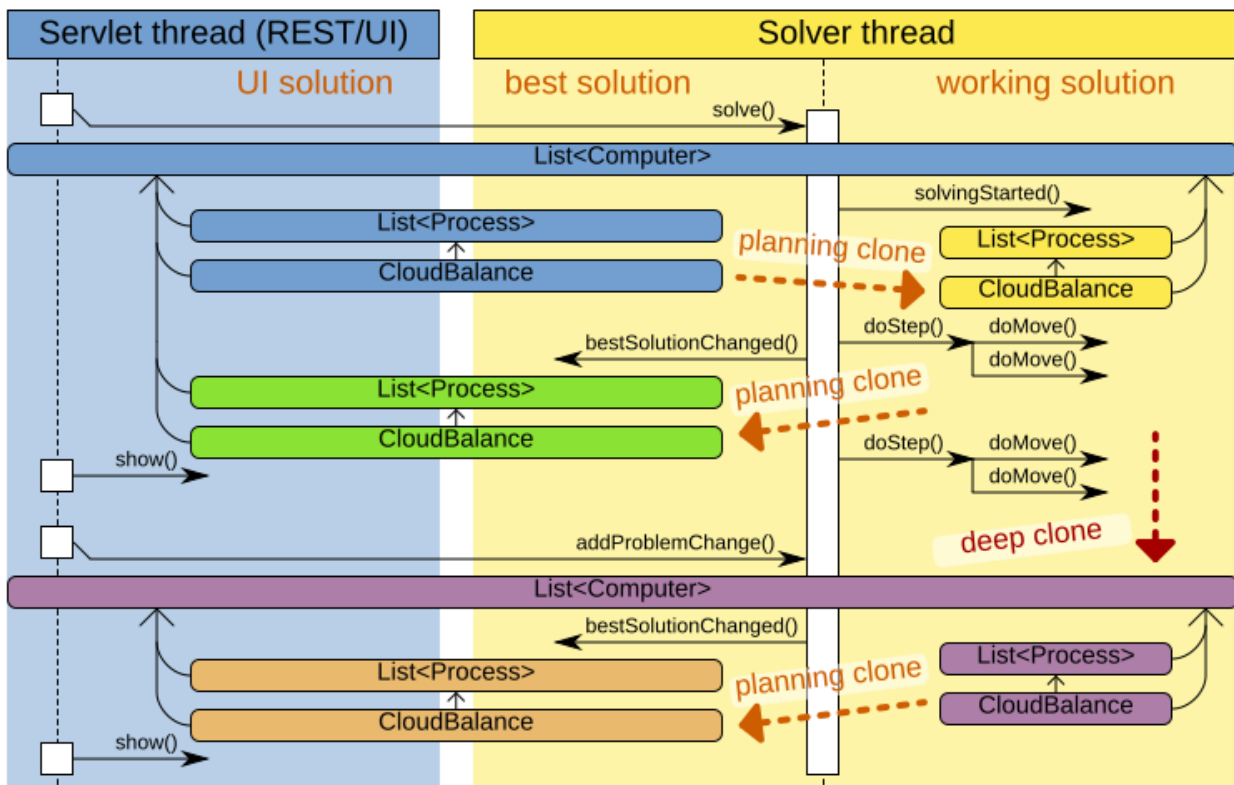 Servlet thread (REST/UI)
Solver thread
UI solution
best solution
working solution
solve()
List<Computer>
solvingStarted()
List<Process>
planning clone
List<Process>
CloudBalance
CloudBalance
bestSolutionChanged()
doStep()
doMove()
doMove()
List<Process>
planning clone
CloudBalance
show()
doStep()
doMove()
doMove()
addProblemChange()
deep clone
List<Computer>
bestSolutionChanged()
List<Process>
planning clone
List<Process>
CloudBalance
CloudBalance
show()